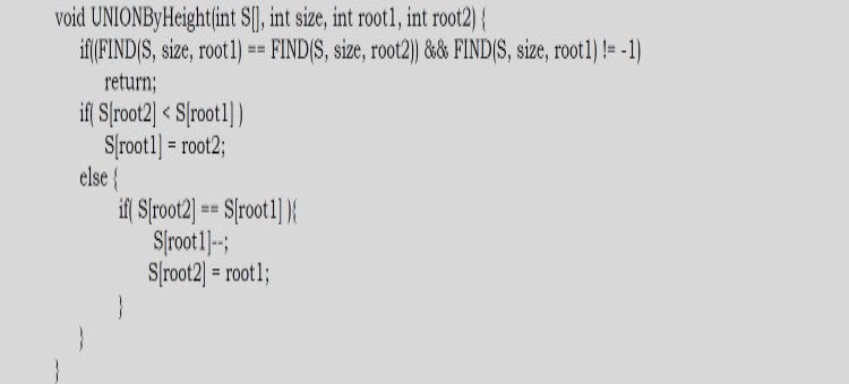 void UNIONByHeight(int S[], int size, int root1, int root2) {
if((FIND(S, size, root1) == FIND(S, size, root2)) && FIND(S, size, root1) != -1)
return;
if( S[root2] < S[root1] )
S[root1] = root2;
else {
if( S[root2] == S[root1] ){
S[root1]--;
S[root2] = root1;
}
}
}